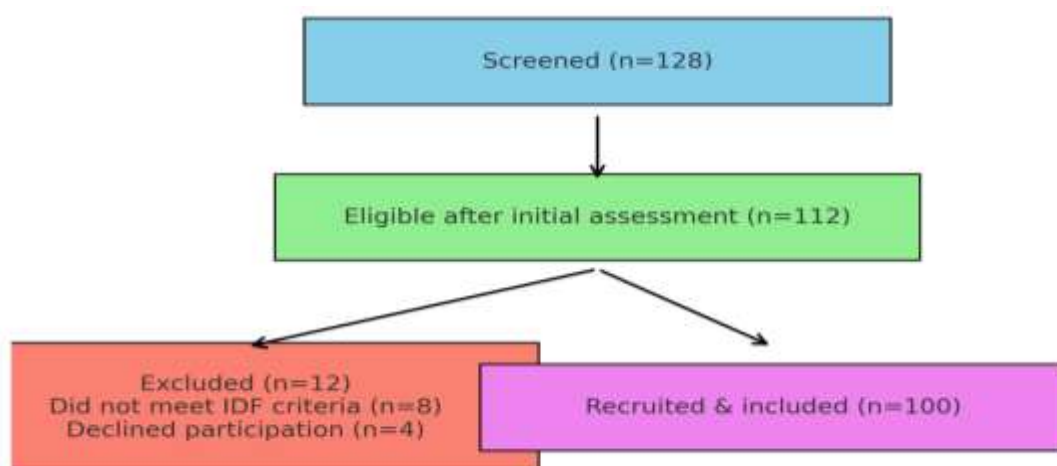 Screened (n=128)
Eligible after initial assessment (n=112)
Excluded (n=12)
Did not meet IDF criteria (n=8)
Declined participation (n=4)
Recruited & included (n=100)